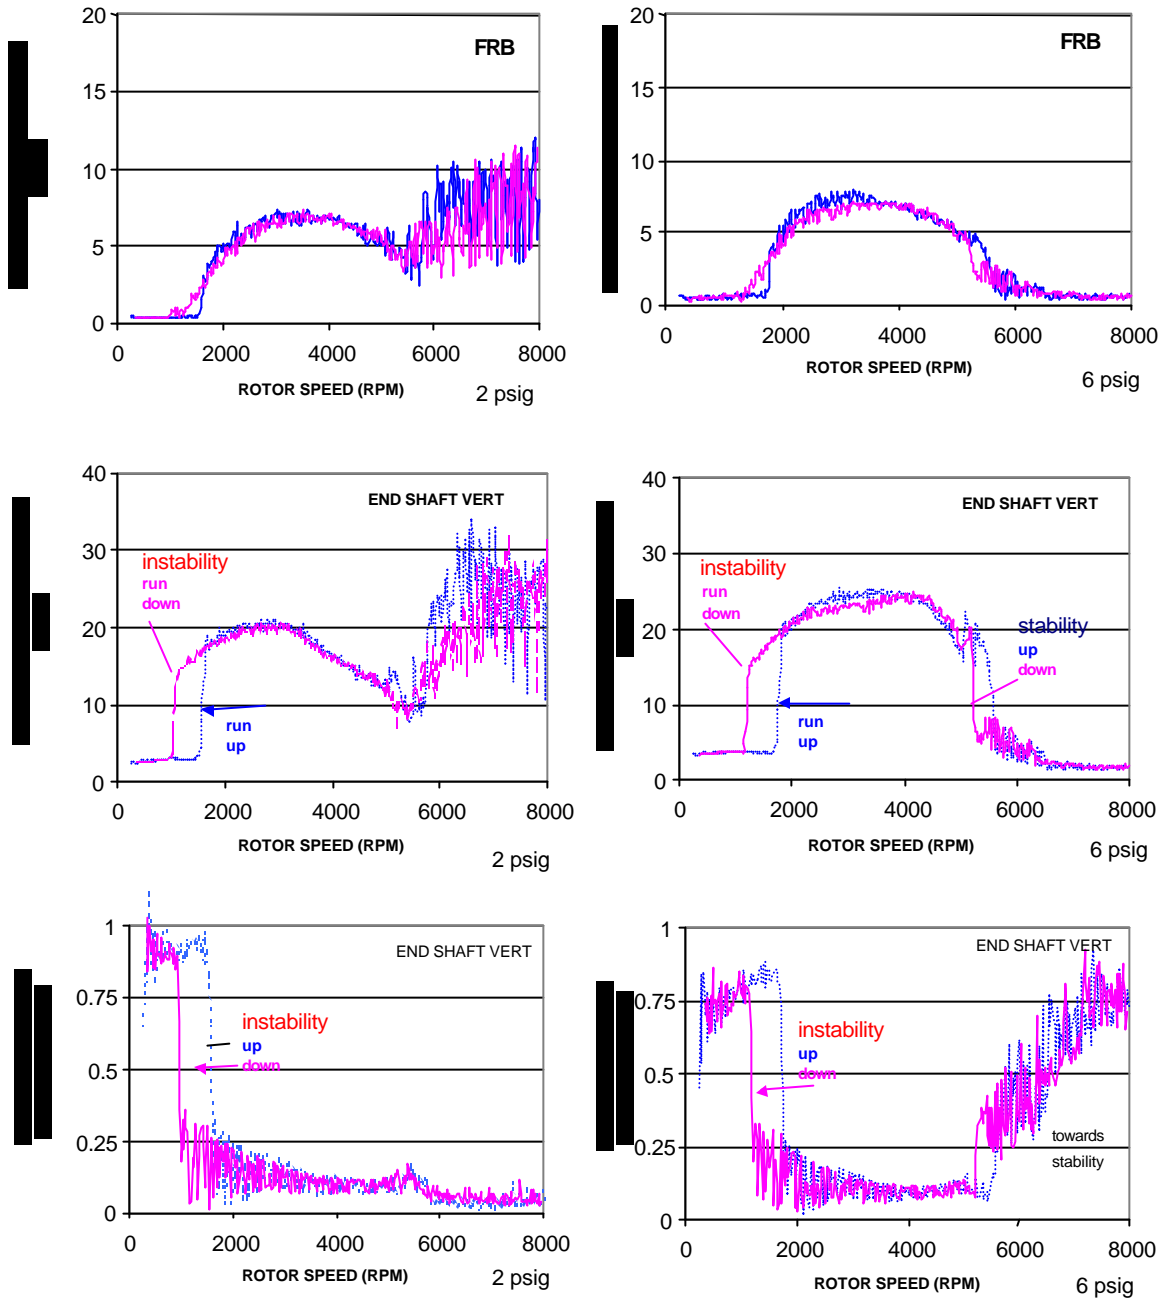 20
15
10
5
0
FRB
0 2000 4000 6000 8000
ROTOR SPEED (RPM)
2 psig
20
15
10
5
0
FRB
0 2000 4000 6000 8000
ROTOR SPEED (RPM)
6 psig
40
30
20
10
0
END SHAFT VERT
instability
run
down
run
up
0 2000 4000 6000 8000
ROTOR SPEED (RPM)
2 psig
40
30
20
10
0
END SHAFT VERT
instability
run
down
stability
up
down
run
up
0 2000 4000 6000 8000
ROTOR SPEED (RPM)
6 psig
1
0.75
0.5
0.25
0
END SHAFT VERT
instability
up
down
0 2000 4000 6000 8000
ROTOR SPEED (RPM)
2 psig
1
0.75
0.5
0.25
0
END SHAFT VERT
instability
up
down
towards
stability
0 2000 4000 6000 8000
ROTOR SPEED (RPM)
6 psig